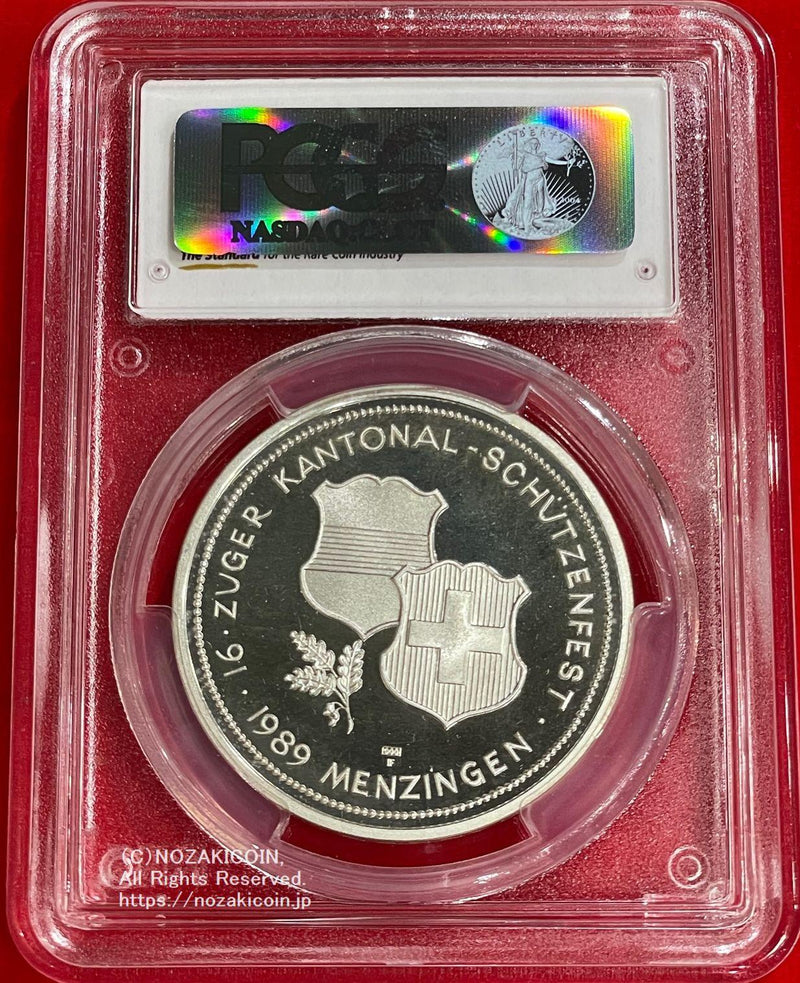 PCGS
NASDAQ:CLCT
LIBERTY
The Standard for the Rare Coin Industry
16. ZUGER KANTONAL-SCHÜTZENFEST.
1989 MENZINGEN.
(C)NOZAKICOIN,
All Rights Reserved.
https://nozakicoin.jp